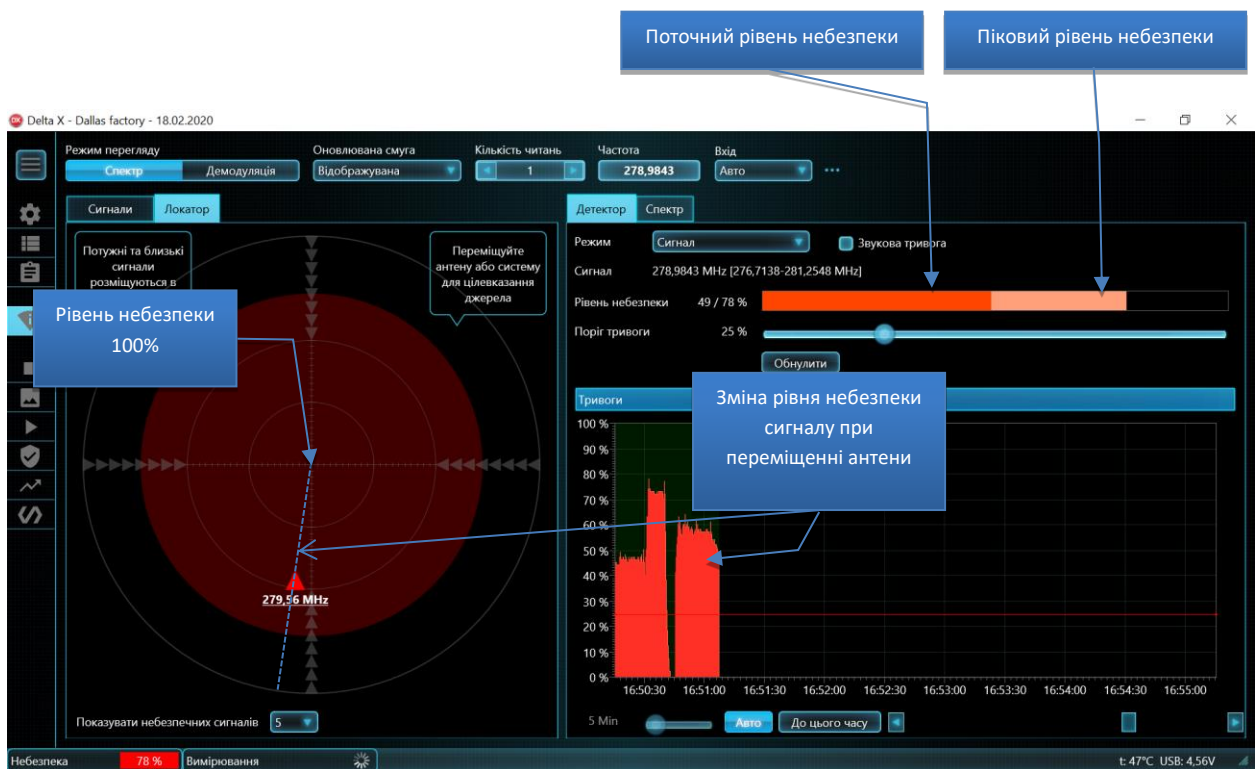 Поточний рівень небезпеки
Піковий рівень небезпеки
Delta X - Dallas factory - 18.02.2020
Режим перегляду
Оновлювана смуга
Кількість читань
Частота
Вхід
Спектр
Демодуляція
Відображувана
1
278,9843
Авто
Сигнали
Локатор
Детектор
Спектр
Потужні та близькі
сигнали
розміщуються в
Переміщуйте
антену або систему
для цілевказання
джерела
Рівень небезпеки
100%
279,56 MHz
Показувати небезпечних сигналів
5
Режим
Сигнал
Звукова тривога
Сигнал
278,9843 MHz [276,7138-281,2548 MHz]
Рівень небезпеки
49 / 78 %
Поріг тривоги
25 %
Обнулити
Тривоги
Зміна рівня небезпеки
сигналу при
переміщенні антени
100 %
90 %
80 %
70 %
60 %
50 %
40 %
30 %
20 %
10 %
0 %
16:50:30
16:51:00
16:51:30
16:52:00
16:52:30
16:53:00
16:53:30
16:54:00
16:54:30
16:55:00
5 Min
Авто
До цього часу
Небезпека
78 %
Вимірювання
t: 47°C USB: 4,56V